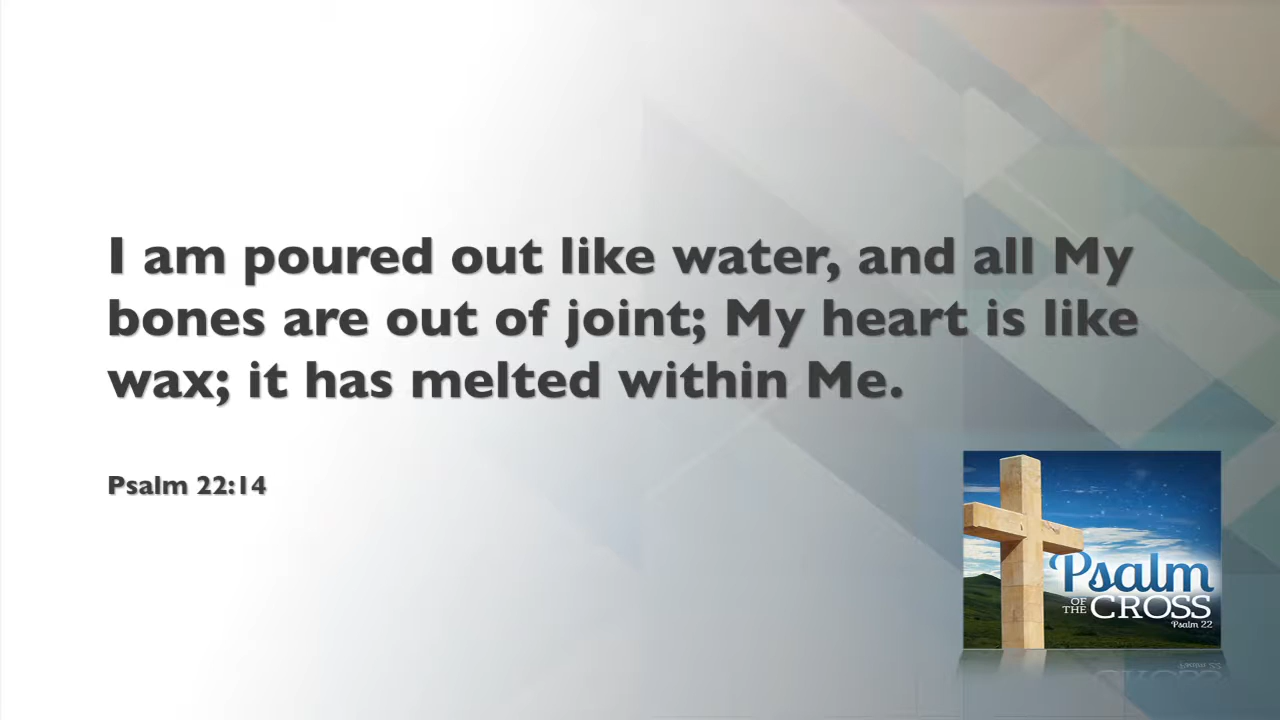 I am poured out like water, and all My
bones are out of joint; My heart is like
wax; it has melted within Me.
Psalm 22:14
Psalm
OF THE CROSS
Psalm 22